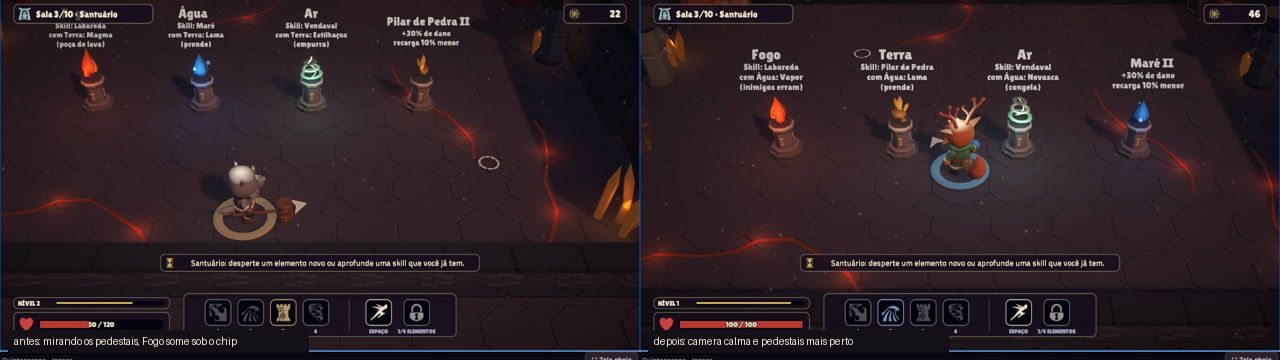 Sala 3/10 · Santuário
22
Água
Ar
Pilar de Pedra II
Skill: Labareda
com Terra: Magma
(poça de lava)
Skill: Maré
com Terra: Lama
(prende)
Skill: Vendaval
com Terra: Estilhaços
(empurra)
+30% de dano
recarga 10% menor
Santuário: desperte um elemento novo ou aprofunde uma skill que você já tem.
NÍVEL 2
50 / 120
4
ESPAÇO
1/4 ELEMENTOS
antes: mirando os pedestais, Fogo some sob o chip
Sala 3/10 · Santuário
46
Fogo
Skill: Labareda
com Água: Vapor
(inimigos erram)
Terra
Skill: Pilar de Pedra
com Água: Lama
(prende)
Ar
Skill: Vendaval
com Água: Nevasca
(congela)
Maré II
+30% de dano
recarga 10% menor
Santuário: desperte um elemento novo ou aprofunde uma skill que você já tem.
NÍVEL 1
100 / 100
4
ESPAÇO
1/4 ELEMENTOS
depois: camera calma e pedestais mais perto